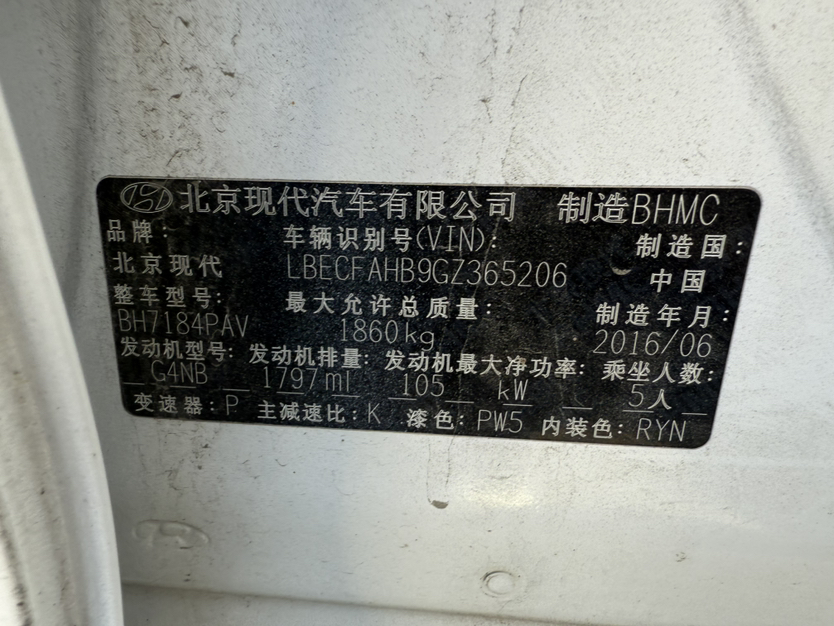 北京现代汽车有限公司 制造BHMC
品牌: 车辆识别号(VIN): 制造国:
北京现代 LBECFAHB9GZ365206 中国
整车型号: 最大允许总质量: 制造年月:
BH7184PAV 1860kg 2016/06
发动机型号: 发动机排量: 发动机最大净功率: 乘坐人数:
G4NB 1797ml 105 kW 5人
变速器: P 主减速比: K 漆色: PW5 内装色: RYN